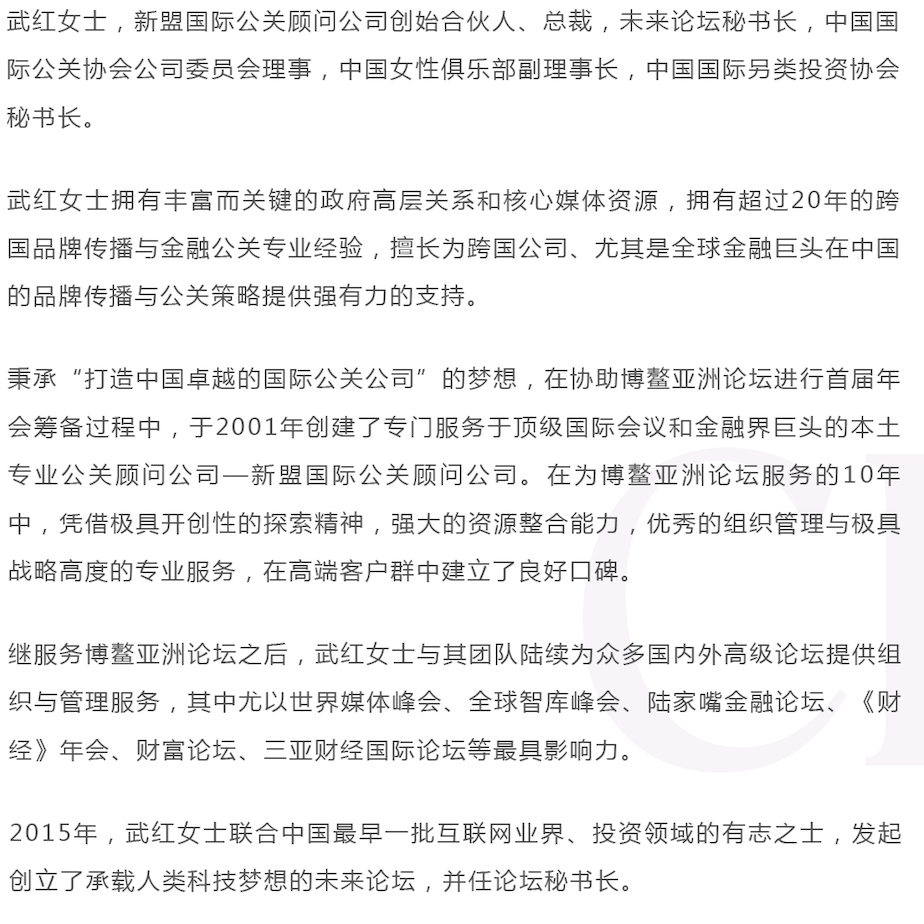 武红女士，新盟国际公关顾问公司创始合伙人、总裁，未来论坛秘书长，中国国
际公关协会公司委员会理事，中国女性俱乐部副理事长，中国国际另类投资协会
秘书长。
武红女士拥有丰富而关键的政府高层关系和核心媒体资源，拥有超过20年的跨
国品牌传播与金融公关专业经验，擅长为跨国公司、尤其是全球金融巨头在中国
的品牌传播与公关策略提供强有力的支持。
秉承“打造中国卓越的国际公关公司”的梦想，在协助博鳌亚洲论坛进行首届年
会筹备过程中，于2001年创建了专门服务于顶级国际会议和金融界巨头的本土
专业公关顾问公司—新盟国际公关顾问公司。在为博鳌亚洲论坛服务的10年
中，凭借极具开创性的探索精神，强大的资源整合能力，优秀的组织管理与极具
战略高度的专业服务，在高端客户群中建立了良好口碑。
继服务博鳌亚洲论坛之后，武红女士与其团队陆续为众多国内外高级论坛提供组
织与管理服务，其中尤以世界媒体峰会、全球智库峰会、陆家嘴金融论坛、《财
经》年会、财富论坛、三亚财经国际论坛等最具影响力。
2015年，武红女士联合中国最早一批互联网业界、投资领域的有志之士，发起
创立了承载人类科技梦想的未来论坛，并任论坛秘书长。